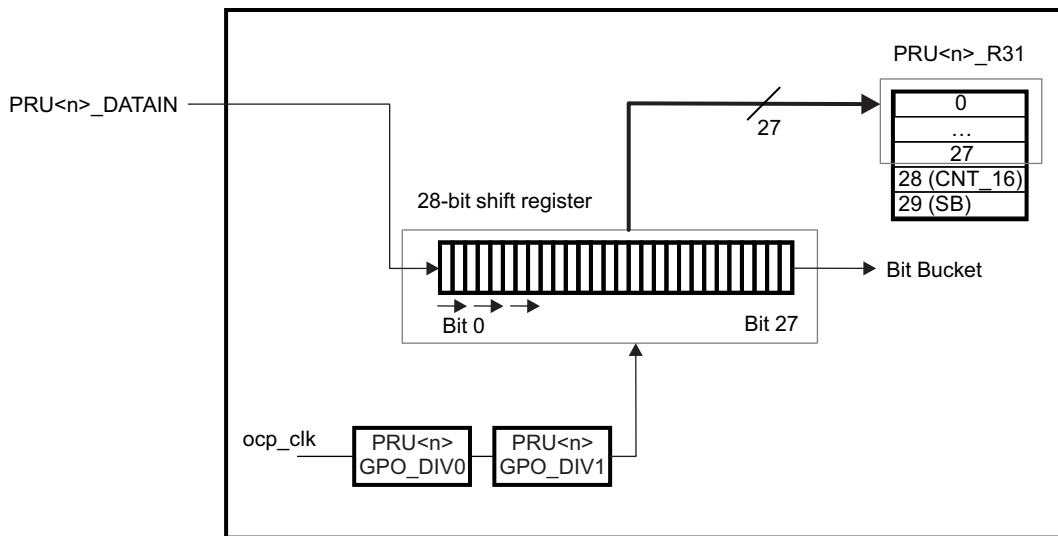 PRU<n>_R31
PRU<n>_DATAIN
0
...
27
27
28 (CNT_16)
29 (SB)
28-bit shift register
Bit Bucket
Bit 0
Bit 27
ocp_clk
PRU<n>
GPO_DIV0
PRU<n>
GPO_DIV1